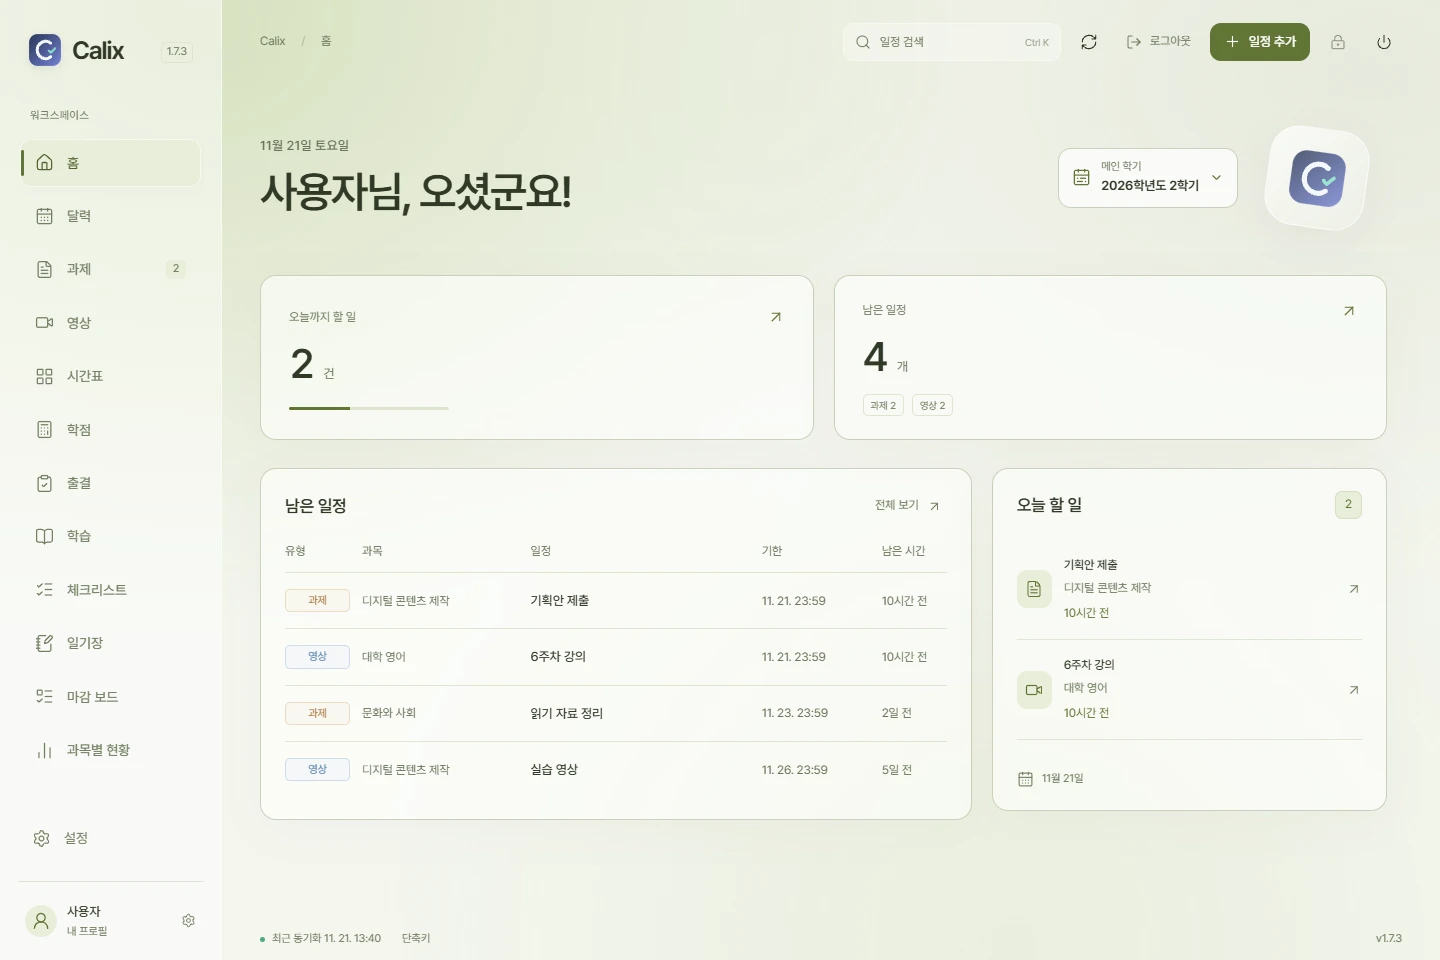 Calix
1.7.3
워크스페이스
홈
달력
과제
2
영상
시간표
학점
출결
학습
체크리스트
일기장
마감 보드
과목별 현황
설정
사용자
내 프로필
Calix / 홈
일정 검색
Ctrl K
로그아웃
일정 추가
11월 21일 토요일
사용자님, 오셨군요!
메인 학기
2026학년도 2학기
오늘까지 할 일
2 건
남은 일정
4 개
과제 2
영상 2
남은 일정
전체 보기
유형 과목 일정 기한 남은 시간
과제 디지털 콘텐츠 제작 기획안 제출 11. 21. 23:59 10시간 전
영상 대학 영어 6주차 강의 11. 21. 23:59 10시간 전
과제 문화와 사회 읽기 자료 정리 11. 23. 23:59 2일 전
영상 디지털 콘텐츠 제작 실습 영상 11. 26. 23:59 5일 전
오늘 할 일
2
기획안 제출
디지털 콘텐츠 제작
10시간 전
6주차 강의
대학 영어
10시간 전
11월 21일
최근 동기화 11. 21. 13:40
단축키
v1.7.3